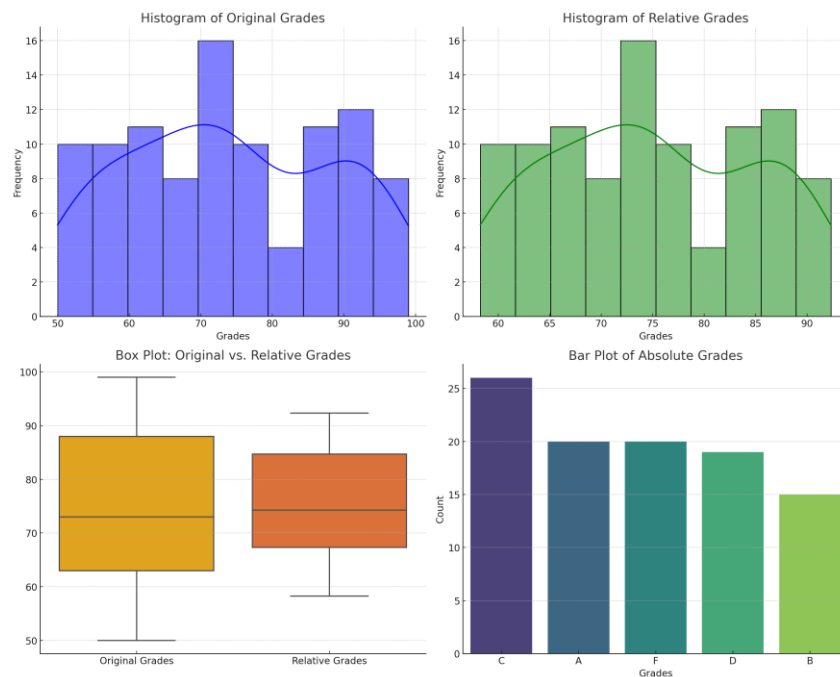 Histogram of Original Grades
16
14
12
10
8
6
4
2
0
Frequency
50 60 70 80 90 100
Grades
Histogram of Relative Grades
16
14
12
10
8
6
4
2
0
Frequency
60 65 70 75 80 85 90
Grades
Box Plot: Original vs. Relative Grades
100
90
80
70
60
50
Original Grades Relative Grades
Bar Plot of Absolute Grades
25
20
15
10
5
0
Count
C A F D B
Grades